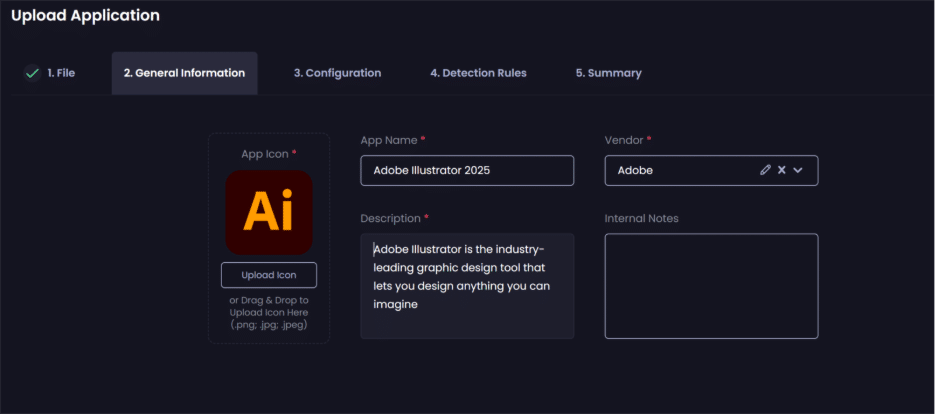 Upload Application
1. File
2. General Information
3. Configuration
4. Detection Rules
5. Summary
App Icon *
Ai
Upload Icon
or Drag & Drop to
Upload Icon Here
(.png; .jpg; .jpeg)
App Name *
Adobe Illustrator 2025
Vendor *
Adobe
Description *
Adobe Illustrator is the industry-
leading graphic design tool that
lets you design anything you can
imagine
Internal Notes